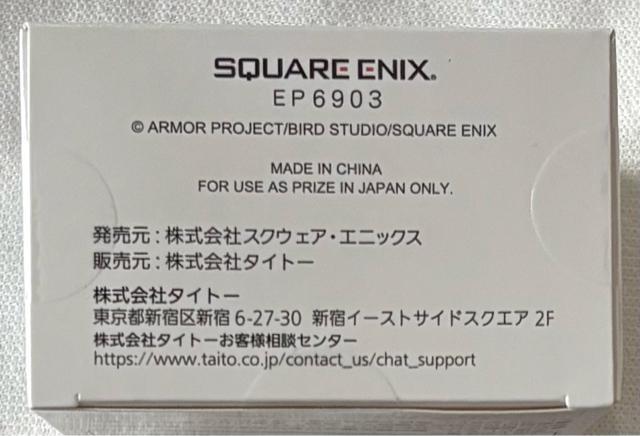 SQUARE ENIX®
EP6903
© ARMOR PROJECT/BIRD STUDIO/SQUARE ENIX
MADE IN CHINA
FOR USE AS PRIZE IN JAPAN ONLY.
発売元：株式会社スクウェア・エニックス
販売元：株式会社タイトー
株式会社タイトー
東京都新宿区新宿 6-27-30 新宿イーストサイドスクエア 2F
株式会社タイトーお客様相談センター
https://www.taito.co.jp/contact_us/chat_support